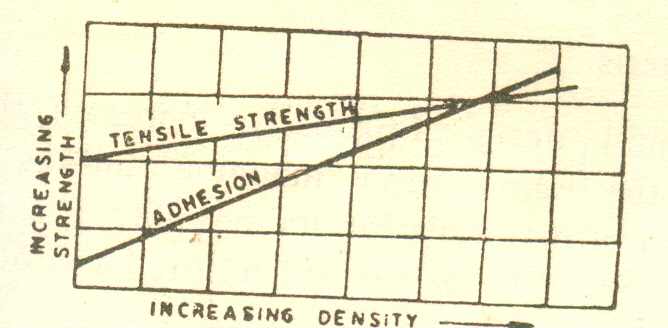 INCREASING
STRENGTH
TENSILE STRENGTH
ADHESION
INCREASING DENSITY